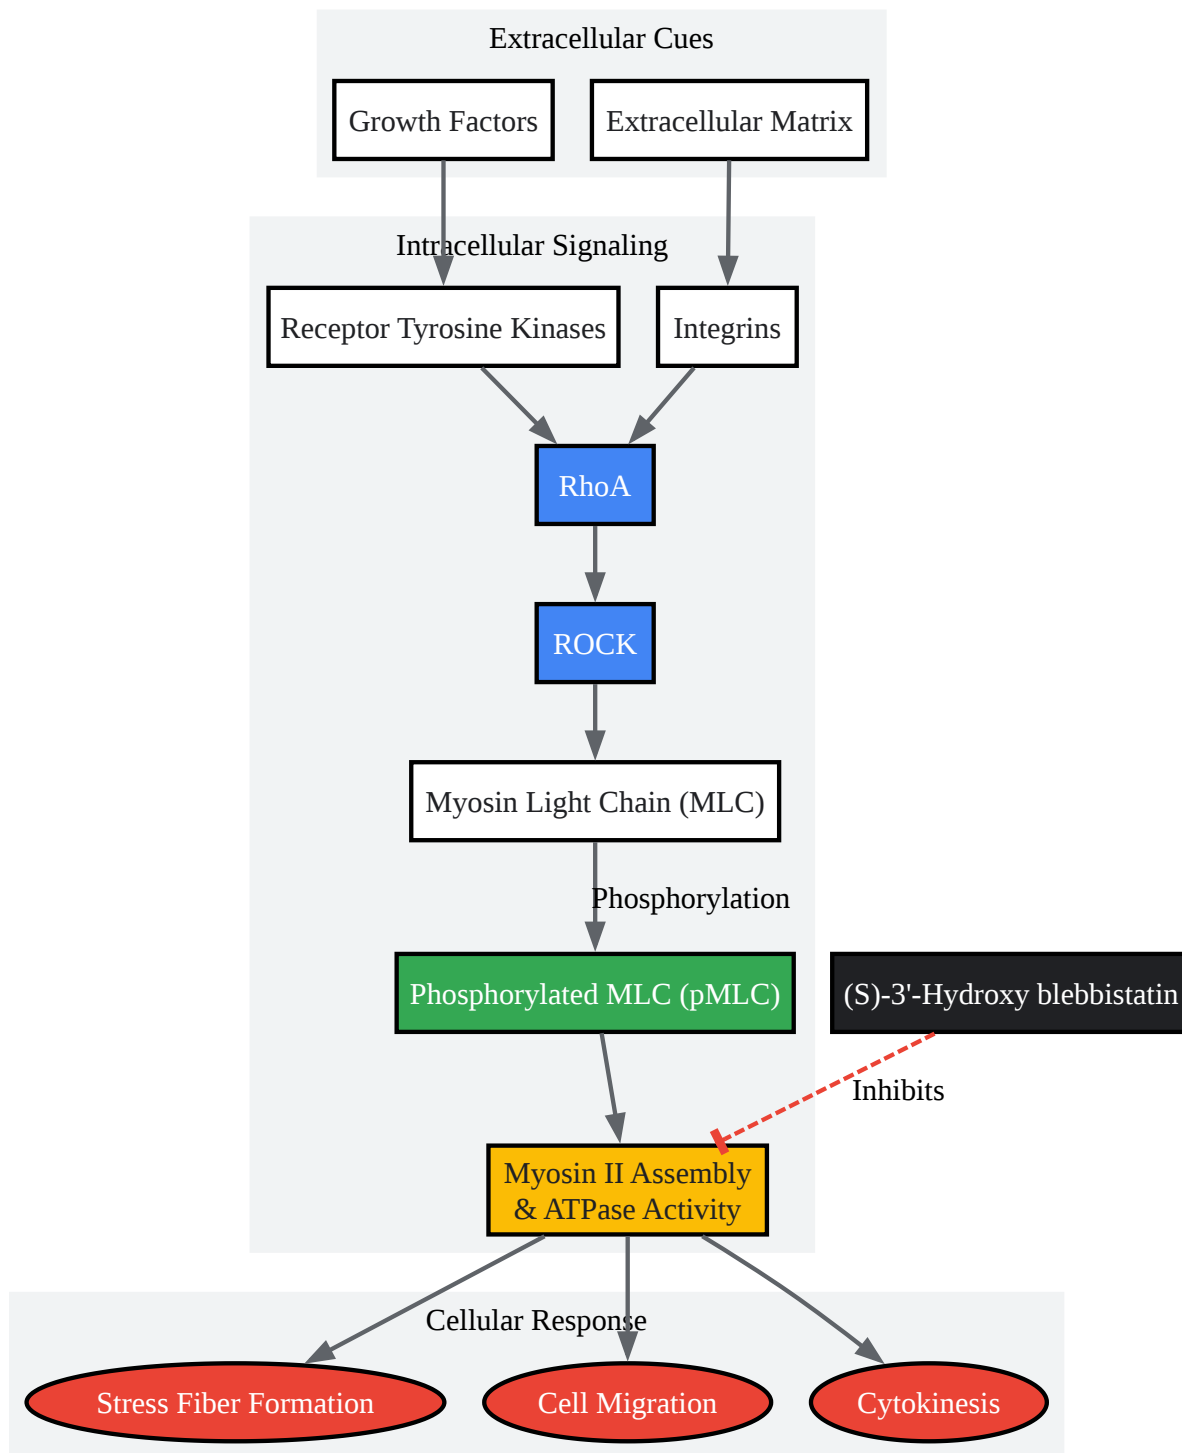 Extracellular Cues
Growth Factors
Extracellular Matrix
Intracellular Signaling
Receptor Tyrosine Kinases
Integrins
RhoA
ROCK
Myosin Light Chain (MLC)
Phosphorylation
Phosphorylated MLC (pMLC)
(S)-3'-Hydroxy blebbistatin
Inhibits
Myosin II Assembly
& ATPase Activity
Cellular Response
Stress Fiber Formation
Cell Migration
Cytokinesis